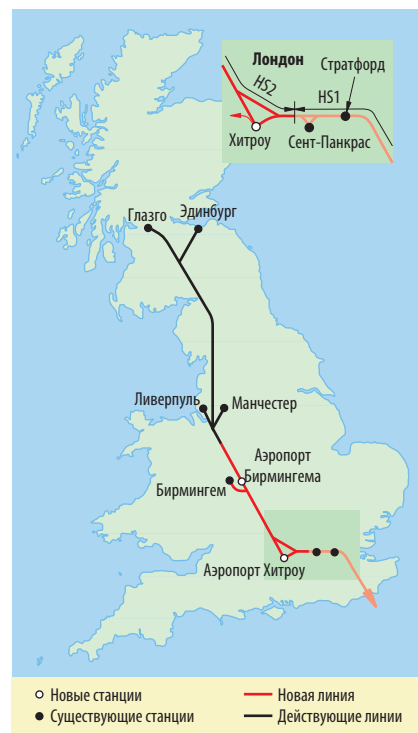 Лондон
Стратфорд
HS2
HS1
Хитроу
Сент-Панкрас
Глазго
Эдинбург
Ливерпуль
Манчестер
Аэропорт
Бирмингема
Бирмингем
Аэропорт Хитроу
Новые станции
Новая линия
Существующие станции
Действующие линии